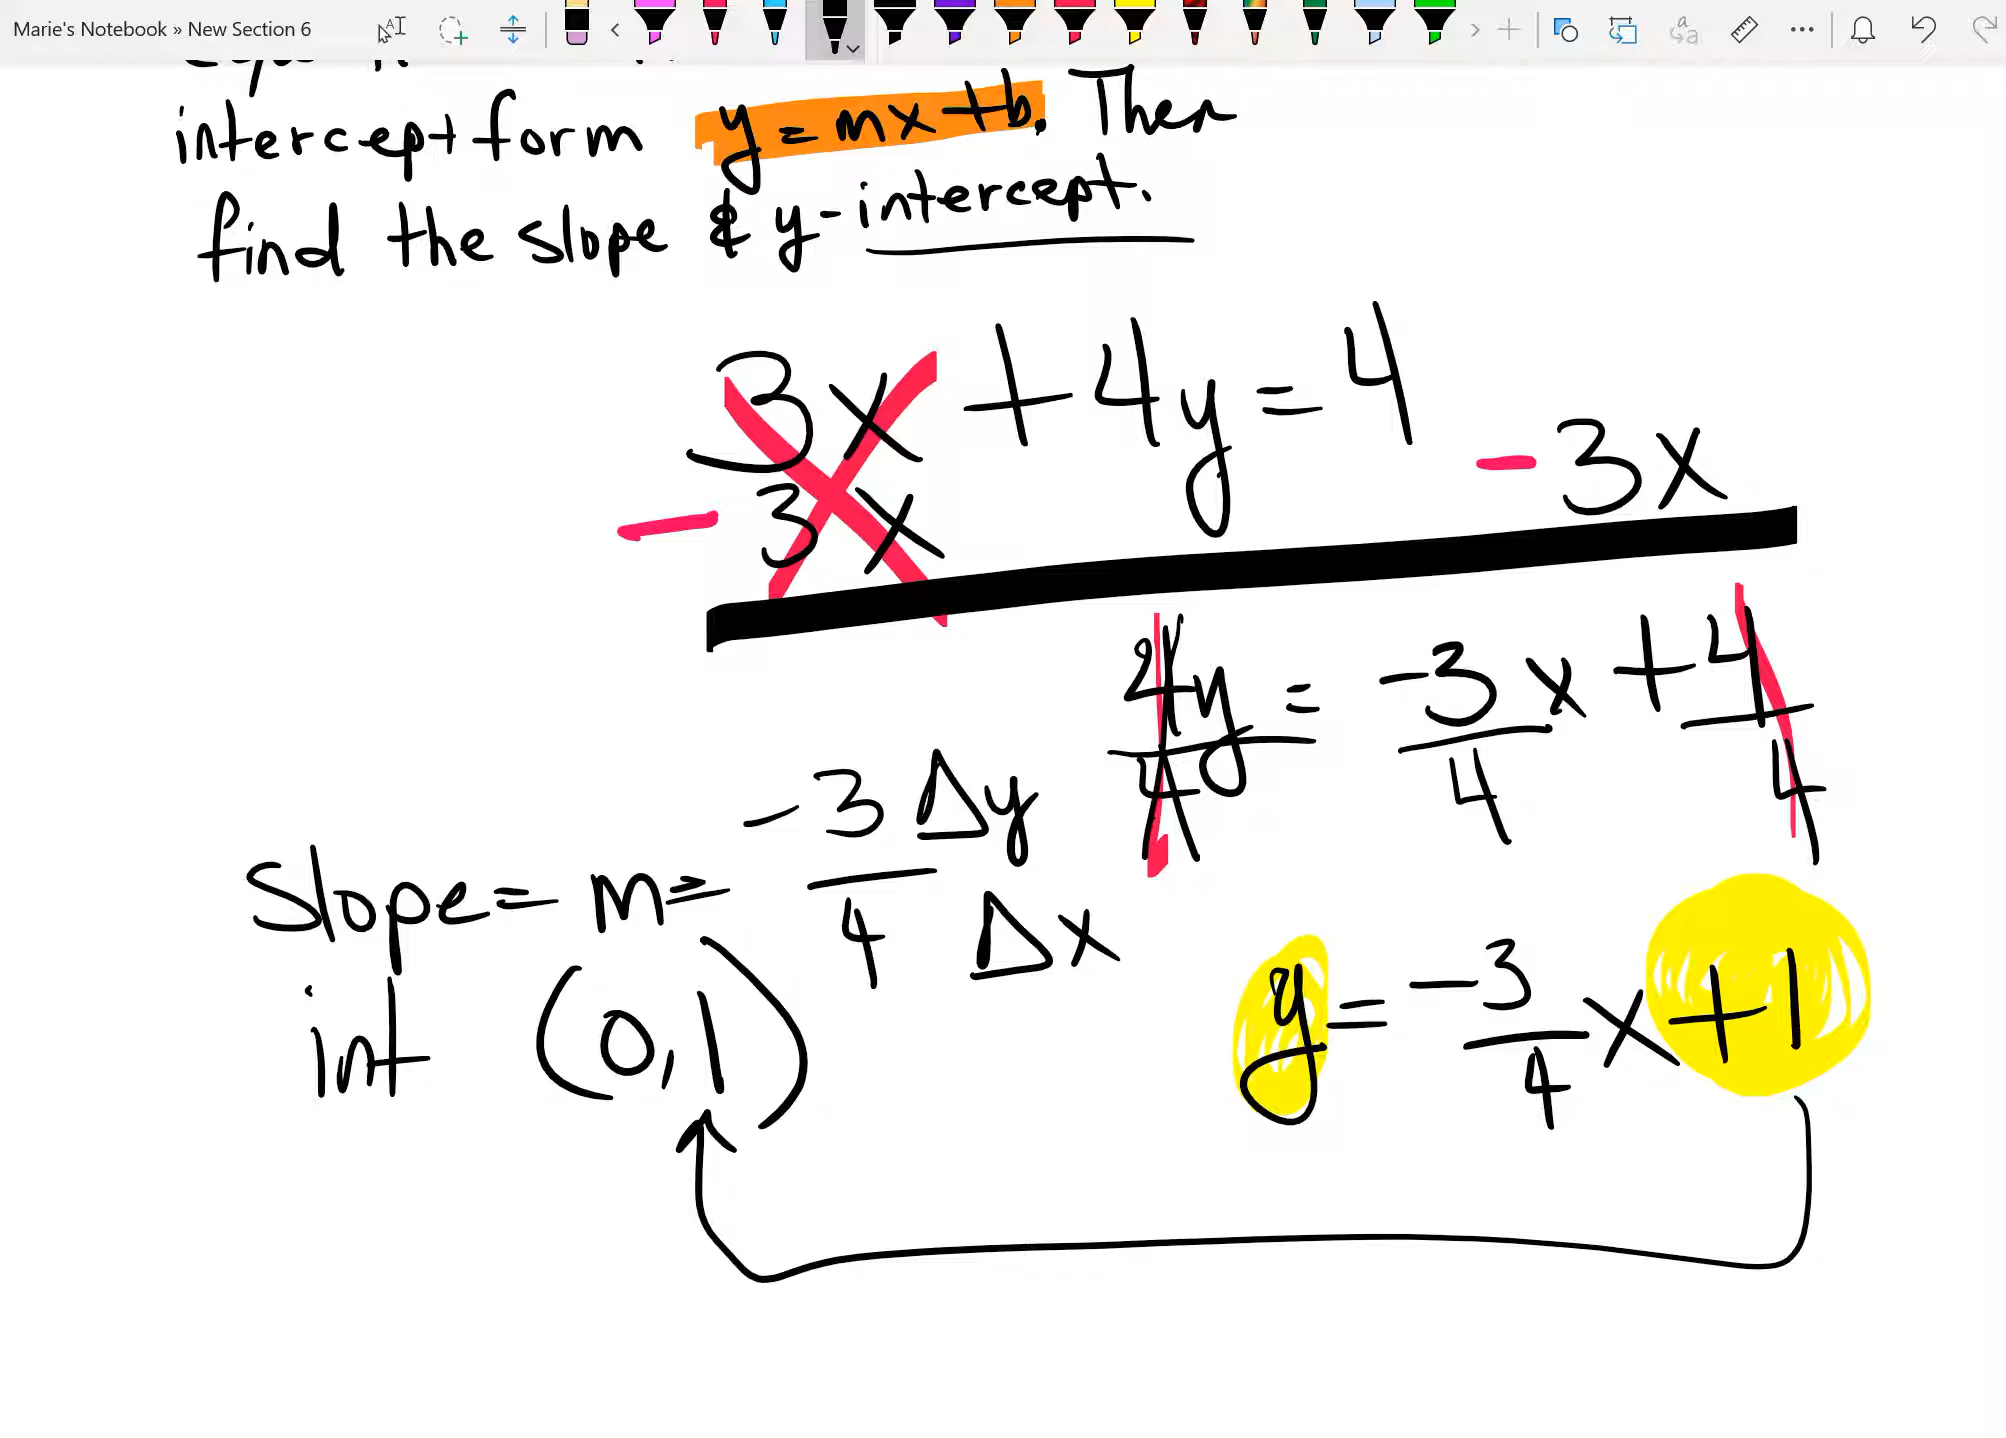 Marie's Notebook » New Section 6
intercept form y = mx + b. Then
find the slope & y-intercept.
3x + 4y = 4 - 3x
- 3x
4y/4 = -3/4 x + 4/4
Slope = m = -3/4 Δy/Δx
y = -3/4 x + 1
int (0,1)